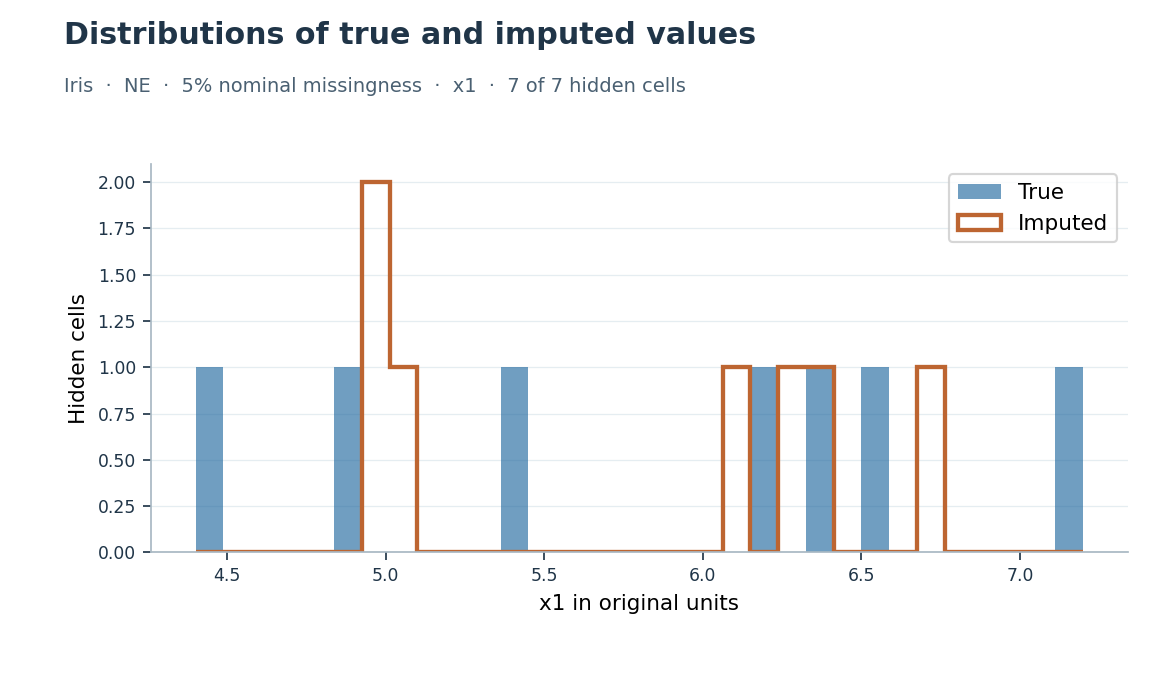 Distributions of true and imputed values
Iris · NE · 5% nominal missingness · x1 · 7 of 7 hidden cells
True
Imputed
Hidden cells
2.00
1.75
1.50
1.25
1.00
0.75
0.50
0.25
0.00
4.5 5.0 5.5 6.0 6.5 7.0
x1 in original units